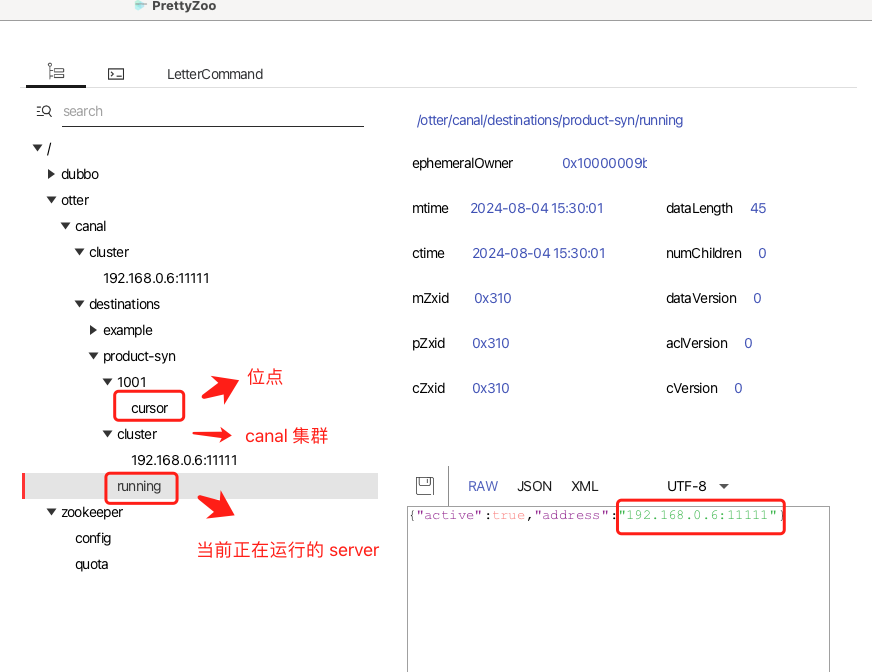 PrettyZoo
LetterCommand
search
/
dubbo
otter
canal
cluster
192.168.0.6:11111
destinations
example
product-syn
1001
cursor
位点
cluster
canal 集群
192.168.0.6:11111
running
当前正在运行的 server
zookeeper
config
quota
/otter/canal/destinations/product-syn/running
ephemeralOwner 0x10000009b
mtime 2024-08-04 15:30:01 dataLength 45
ctime 2024-08-04 15:30:01 numChildren 0
mZxid 0x310 dataVersion 0
pZxid 0x310 aclVersion 0
cZxid 0x310 cVersion 0
RAW JSON XML UTF-8
{"active":true,"address":"192.168.0.6:11111"}